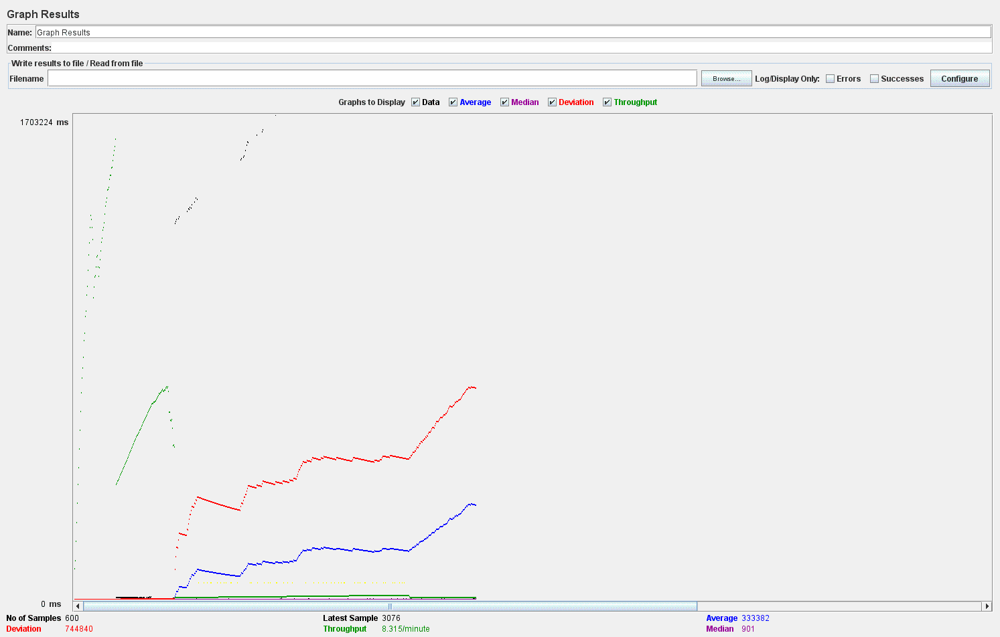 Graph Results
Name: Graph Results
Comments:
Write results to file / Read from file
Filename Browse... Log/Display Only: Errors Successes Configure
Graphs to Display Data Average Median Deviation Throughput
1703224 ms
0 ms
No of Samples 600 Latest Sample 3076 Average 333382
Deviation 744840 Throughput 8.315/minute Median 901